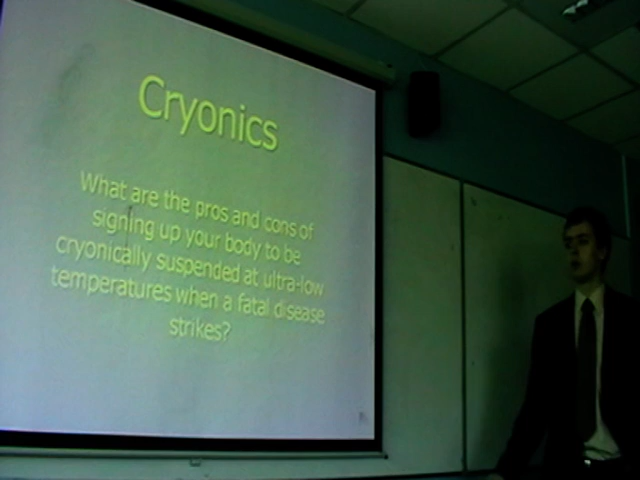 Cryonics
What are the pros and cons of
signing up your body to be
cryonically suspended at ultra-low
temperatures when a fatal disease
strikes?